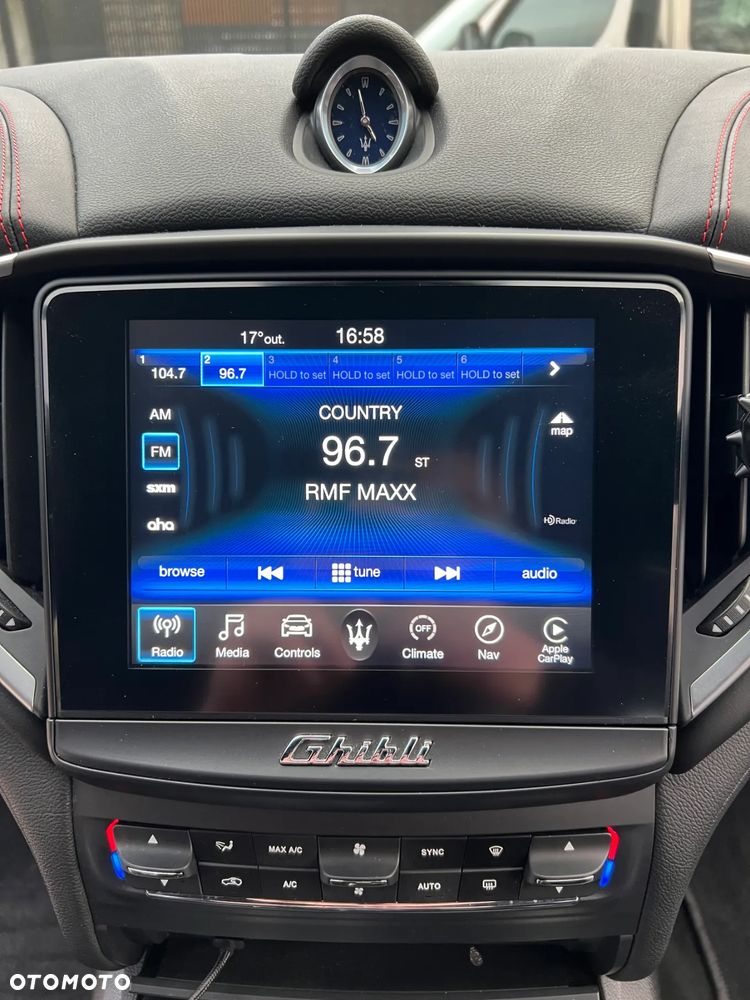 17°out. 16:58
1 104.7 2 96.7 3 HOLD to set 4 HOLD to set 5 HOLD to set 6 HOLD to set
AM
FM
sxm
aha
COUNTRY
96.7 ST
RMF MAXX
map
HD Radio
browse tune audio
Radio Media Controls OFF Climate Nav Apple CarPlay
Ghibli
MAX A/C SYNC
A/C AUTO
OTOMOTO